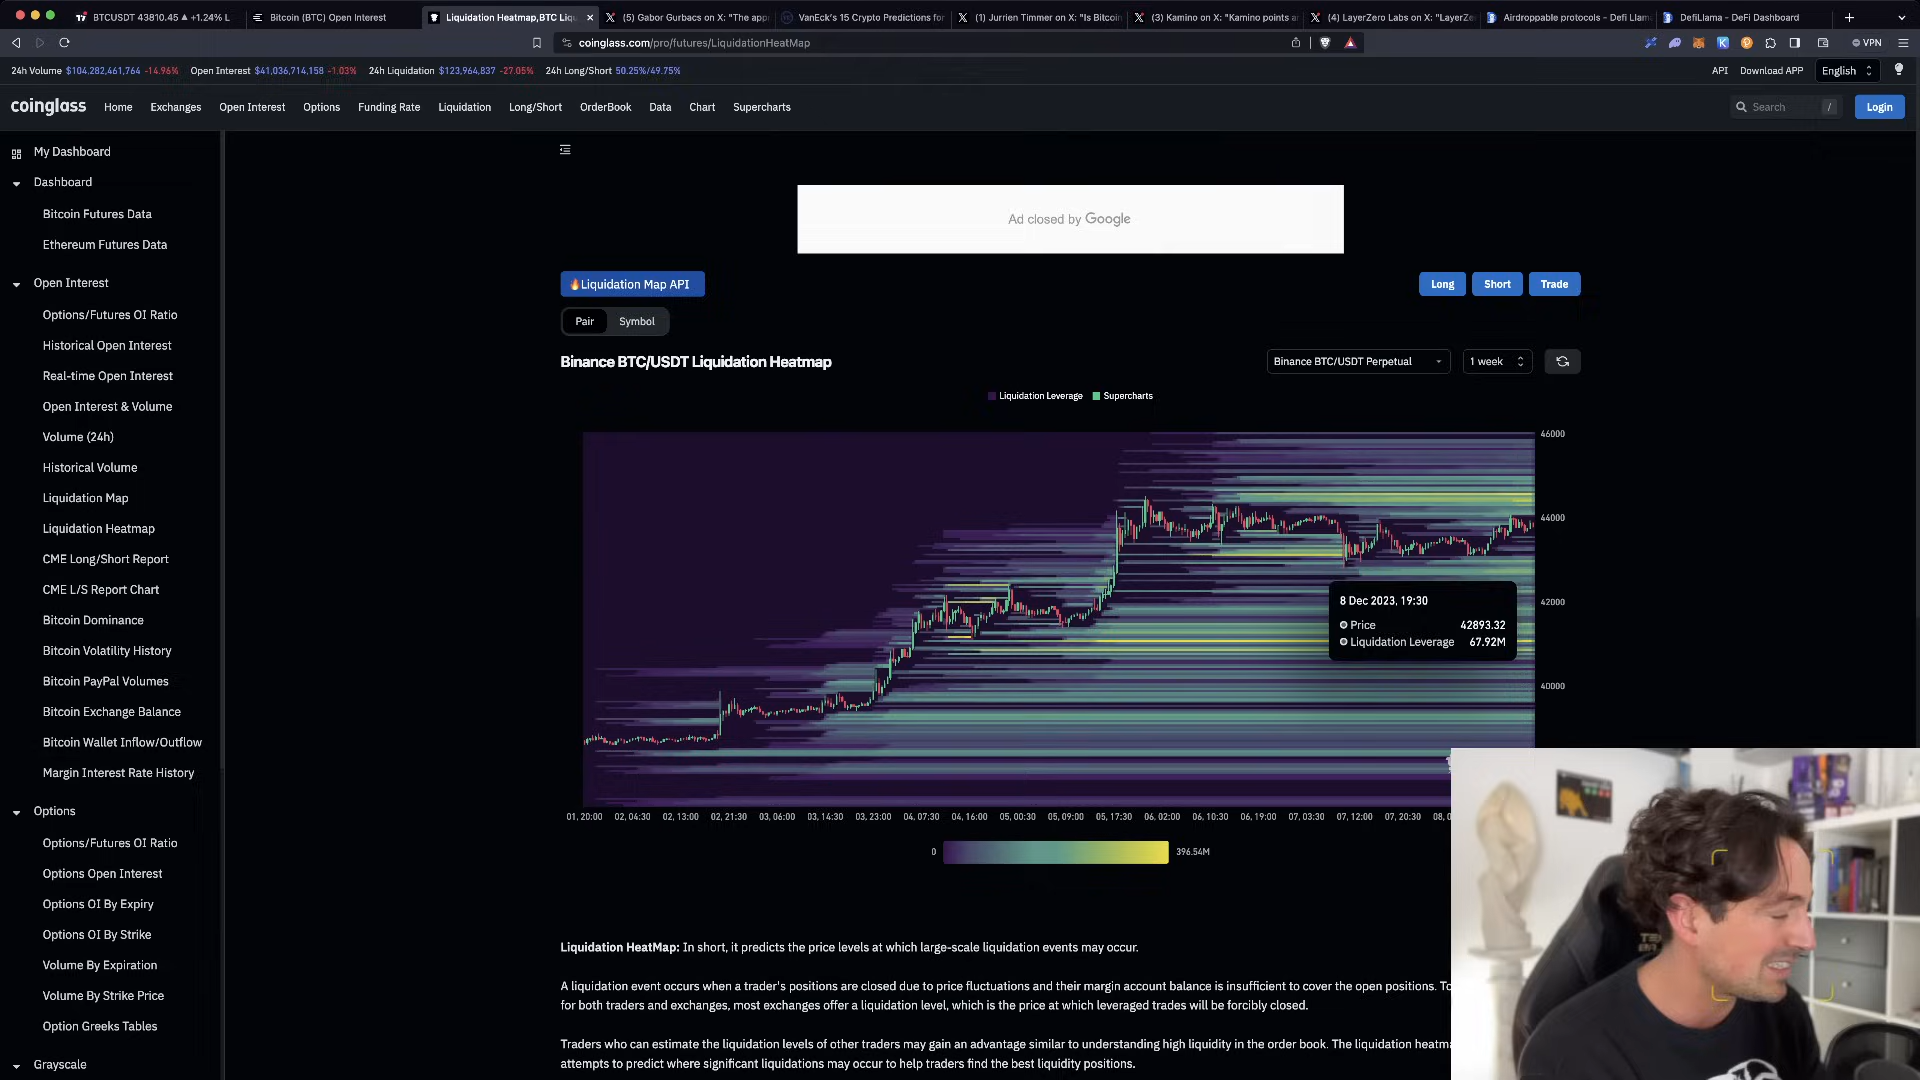 BTCUSDT 43810.45 ▲ +1.24% L
Bitcoin (BTC) Open Interest
Liquidation Heatmap,BTC Liqu
(5) Gabor Gurbacs on X: "The app
VanEck's 15 Crypto Predictions for
(1) Jurrien Timmer on X: "Is Bitcoin
(3) Kamino on X: "Kamino points a
(4) LayerZero Labs on X: "LayerZe
Airdroppable protocols - Defi Llam
DefiLlama - DeFi Dashboard
coinglass.com/pro/futures/LiquidationHeatMap
VPN
24h Volume $104,282,461,764 -14.96% Open Interest $41,036,714,158 -1.03% 24h Liquidation $123,964,837 -27.05% 24h Long/Short 50.25%/49.75%
API Download APP English
coinglass Home Exchanges Open Interest Options Funding Rate Liquidation Long/Short OrderBook Data Chart Supercharts
Search / Login
My Dashboard
Dashboard
Bitcoin Futures Data
Ethereum Futures Data
Open Interest
Options/Futures OI Ratio
Historical Open Interest
Real-time Open Interest
Open Interest & Volume
Volume (24h)
Historical Volume
Liquidation Map
Liquidation Heatmap
CME Long/Short Report
CME L/S Report Chart
Bitcoin Dominance
Bitcoin Volatility History
Bitcoin PayPal Volumes
Bitcoin Exchange Balance
Bitcoin Wallet Inflow/Outflow
Margin Interest Rate History
Options
Options/Futures OI Ratio
Options Open Interest
Options OI By Expiry
Options OI By Strike
Volume By Expiration
Volume By Strike Price
Option Greeks Tables
Grayscale
Ad closed by Google
🔥Liquidation Map API
Long Short Trade
Pair Symbol
Binance BTC/USDT Liquidation Heatmap
Binance BTC/USDT Perpetual
1 week
Liquidation Leverage Supercharts
46000
44000
42000
40000
8 Dec 2023, 19:30
Price 42893.32
Liquidation Leverage 67.92M
01, 20:00 02, 04:30 02, 13:00 02, 21:30 03, 06:00 03, 14:30 03, 23:00 04, 07:30 04, 16:00 05, 00:30 05, 09:00 05, 17:30 06, 02:00 06, 10:30 06, 19:00 07, 03:30 07, 12:00 07, 20:30 08, 0
0 396.54M
Liquidation HeatMap: In short, it predicts the price levels at which large-scale liquidation events may occur.
A liquidation event occurs when a trader's positions are closed due to price fluctuations and their margin account balance is insufficient to cover the open positions. To
for both traders and exchanges, most exchanges offer a liquidation level, which is the price at which leveraged trades will be forcibly closed.
Traders who can estimate the liquidation levels of other traders may gain an advantage similar to understanding high liquidity in the order book. The liquidation heatma
attempts to predict where significant liquidations may occur to help traders find the best liquidity positions.